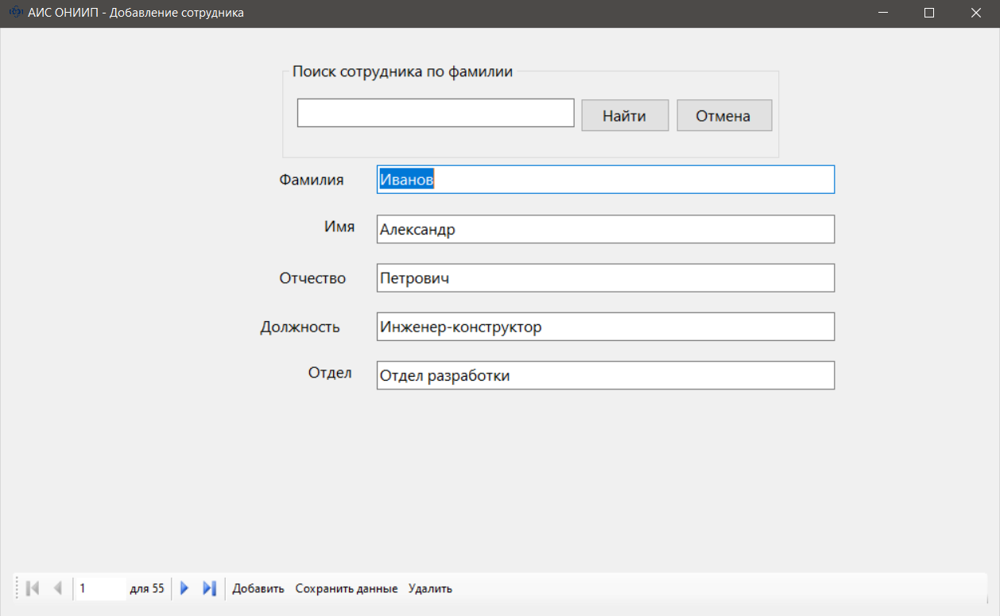 АИС ОНИИП - Добавление сотрудника
Поиск сотрудника по фамилии
Найти Отмена
Фамилия Иванов
Имя Александр
Отчество Петрович
Должность Инженер-конструктор
Отдел Отдел разработки
1 для 55 Добавить Сохранить данные Удалить